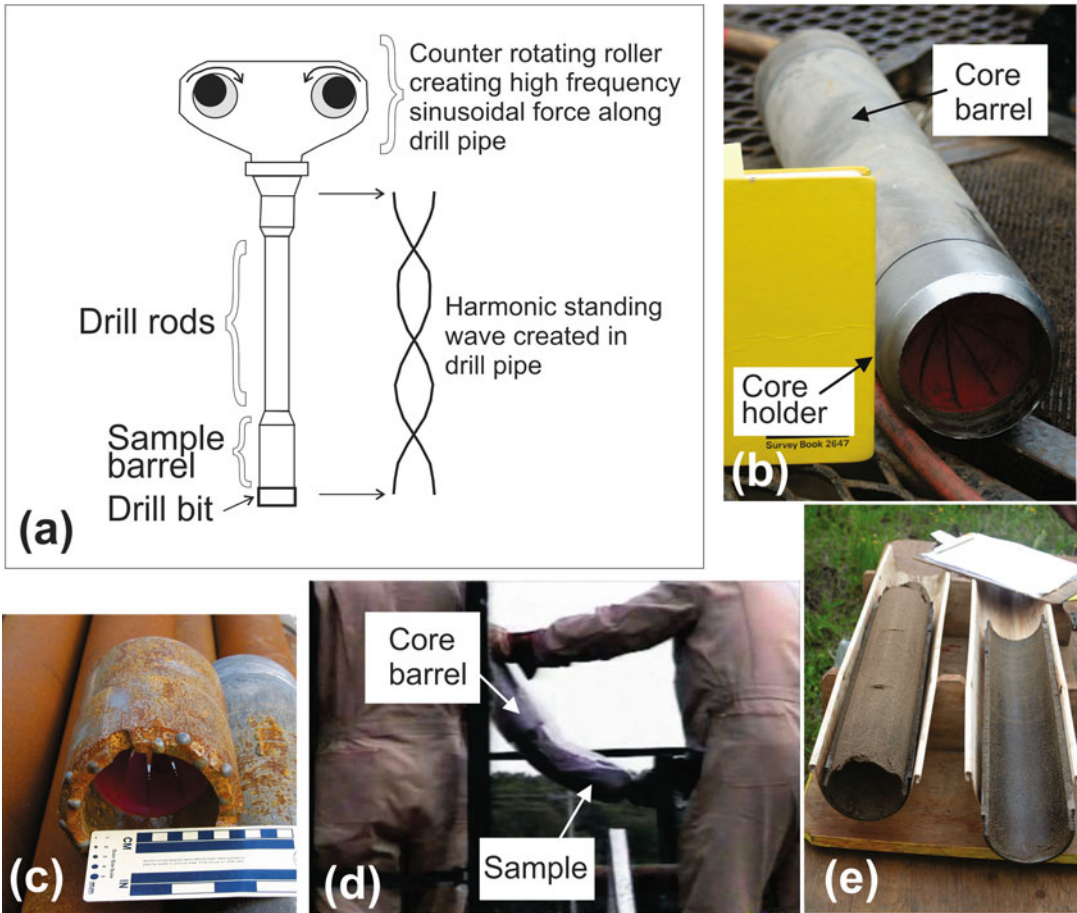 Counter rotating roller
creating high frequency
sinusoidal force along
drill pipe
Drill rods
Harmonic standing
wave created in
drill pipe
Sample
barrel
Drill bit
(a)
Core
barrel
Core
holder
Survey Book 2647
(b)
CM
IN
mm
(c)
Core
barrel
Sample
(d)
(e)